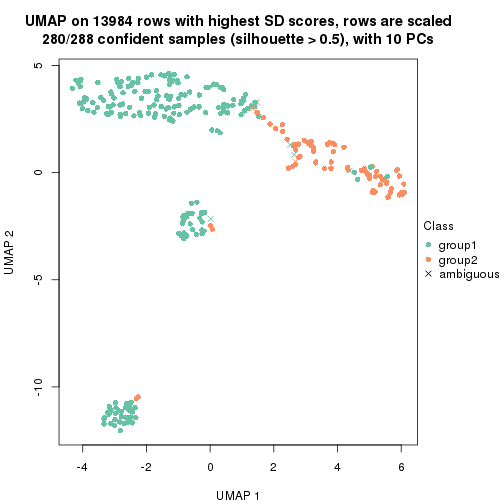 UMAP on 13984 rows with highest SD scores, rows are scaled
280/288 confident samples (silhouette > 0.5), with 10 PCs
5
0
-5
-10
UMAP 2
-4
-2
0
2
4
6
UMAP 1
Class
group1
group2
ambiguous